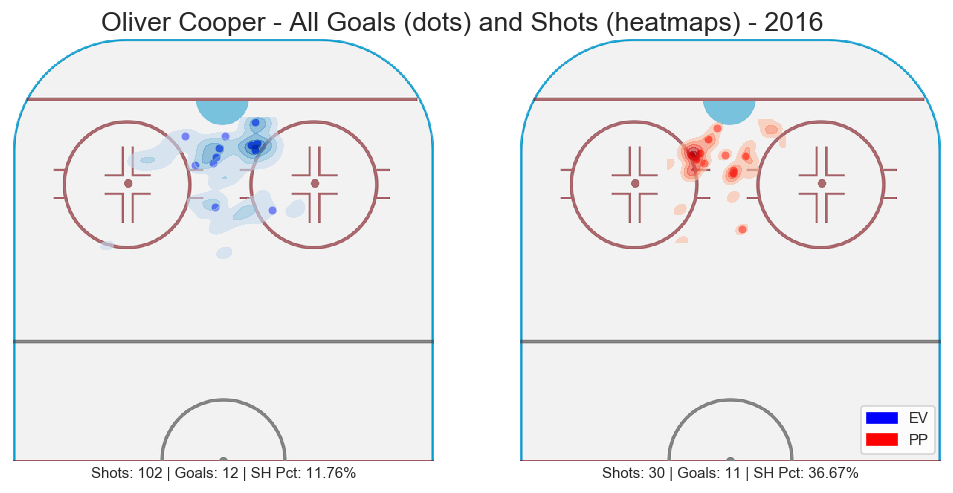 Oliver Cooper - All Goals (dots) and Shots (heatmaps) - 2016
EV
PP
Shots: 102 | Goals: 12 | SH Pct: 11.76%
Shots: 30 | Goals: 11 | SH Pct: 36.67%